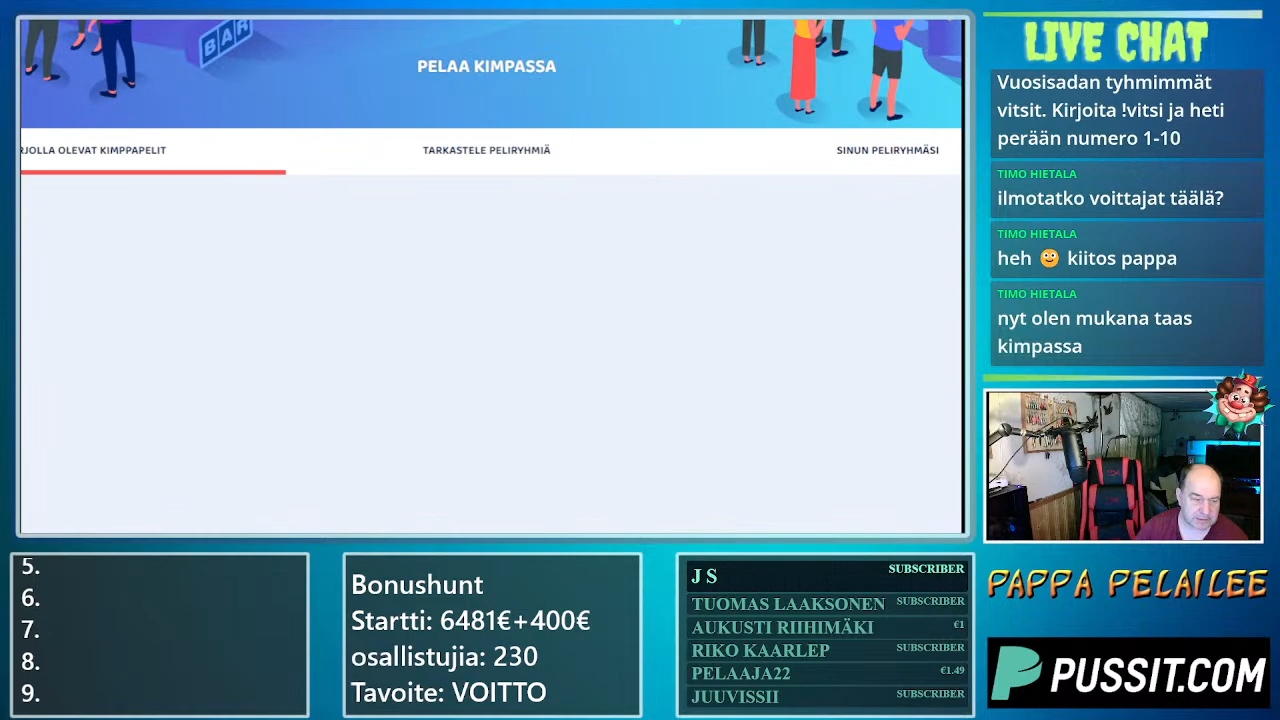 BAR
PELAA KIMPASSA
RJOLLA OLEVAT KIMPPAPELIT
TARKASTELE PELIRYHMIÄ
SINUN PELIRYHMÄSI
LIVE CHAT
Vuosisadan tyhmimmät
vitsit. Kirjoita !vitsi ja heti
perään numero 1-10
TIMO HIETALA
ilmotatko voittajat täälä?
TIMO HIETALA
heh 🙂 kiitos pappa
TIMO HIETALA
nyt olen mukana taas
kimpassa
5.
6.
7.
8.
9.
Bonushunt
Startti: 6481€+400€
osallistujia: 230
Tavoite: VOITTO
J S SUBSCRIBER
TUOMAS LAAKSONEN SUBSCRIBER
AUKUSTI RIIHIMÄKI €1
RIKO KAARLEP SUBSCRIBER
PELAAJA22 €1.49
JUUVISSII SUBSCRIBER
PAPPA PELAILEE
PUSSIT.COM